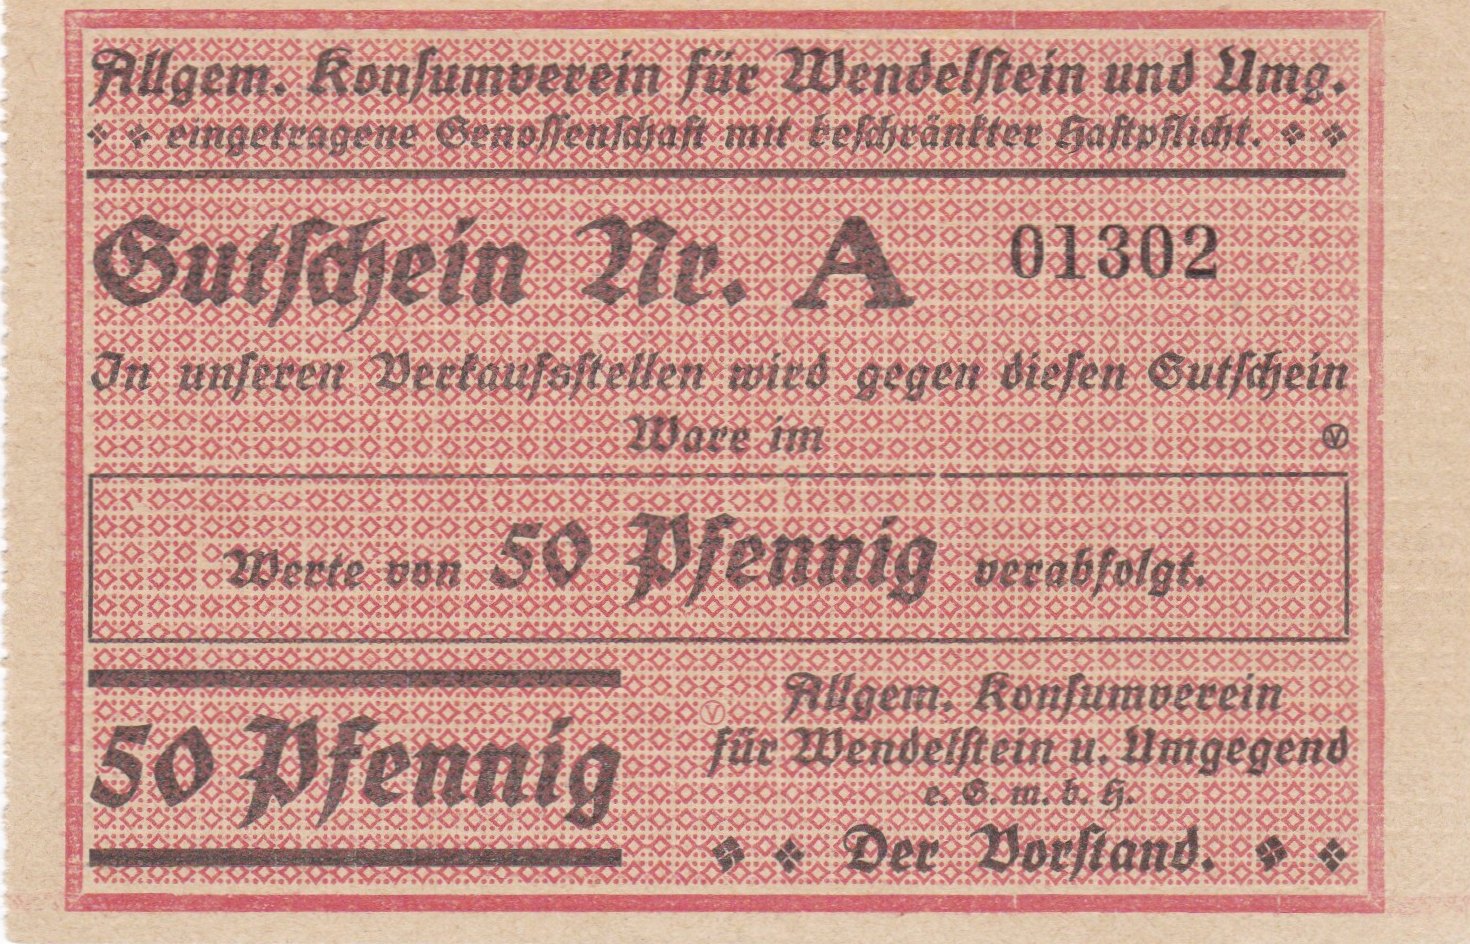 Allgem. Konsumverein für Wendelstein und Umg.
eingetragene Genossenschaft mit beschränkter Haftpflicht.
Gutschein Nr. A 01302
In unseren Verkaufsstellen wird gegen diesen Gutschein
Ware im
V
Werte von 50 Pfennig verabfolgt.
50 Pfennig
V
Allgem. Konsumverein
für Wendelstein u. Umgegend
e. G. m. b. H.
Der Vorstand.